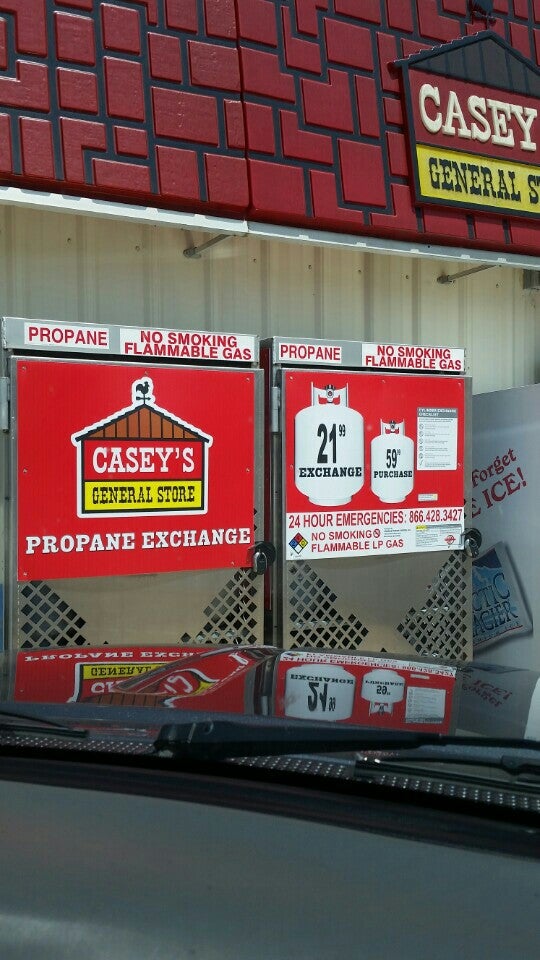 CASEY
GENERAL S
PROPANE
NO SMOKING
FLAMMABLE GAS
PROPANE
NO SMOKING
FLAMMABLE GAS
CASEY'S
GENERAL STORE
PROPANE EXCHANGE
21 99
EXCHANGE
59 99
PURCHASE
24 HOUR EMERGENCIES: 866.428.3427
NO SMOKING
FLAMMABLE LP GAS
forget
ICE!